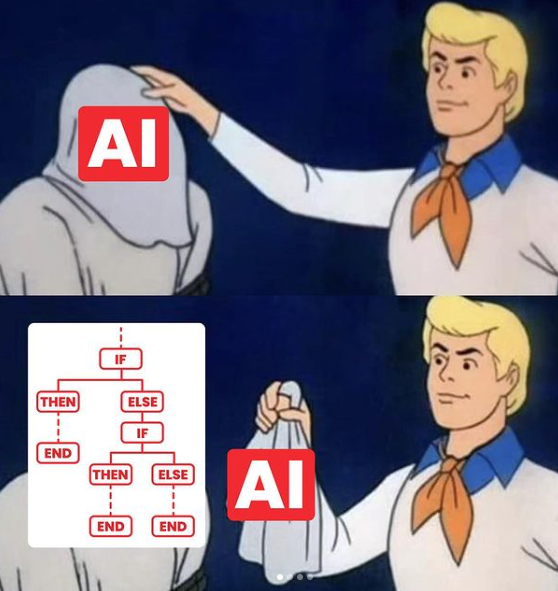 AI
IF
THEN ELSE
IF
END
THEN ELSE
END END
AI